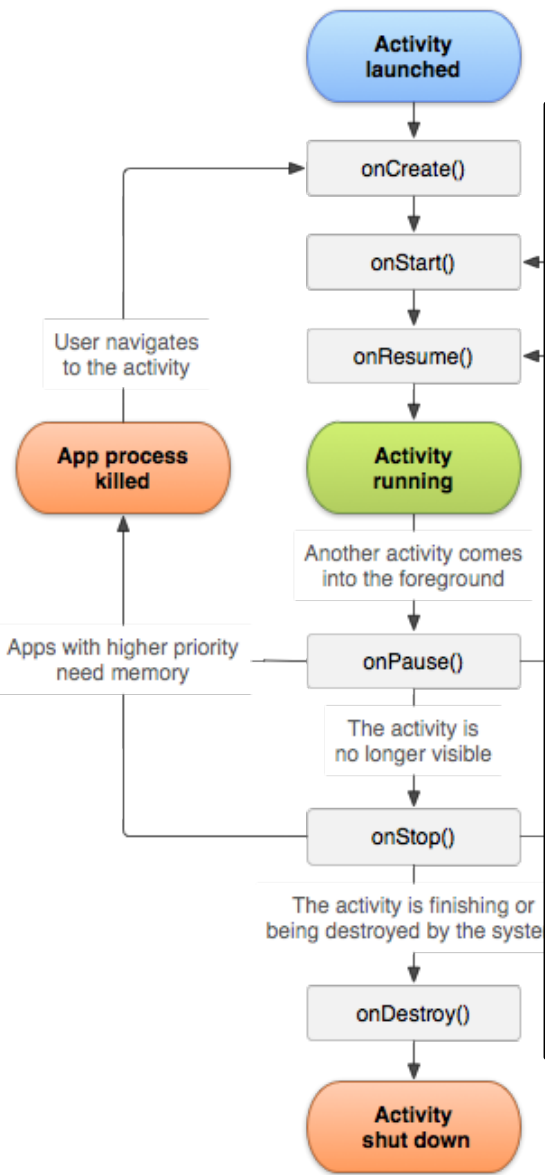 Activity
launched
onCreate()
onStart()
User navigates
to the activity
onResume()
App process
killed
Activity
running
Another activity comes
into the foreground
Apps with higher priority
need memory
onPause()
The activity is
no longer visible
onStop()
The activity is finishing or
being destroyed by the syste
onDestroy()
Activity
shut down